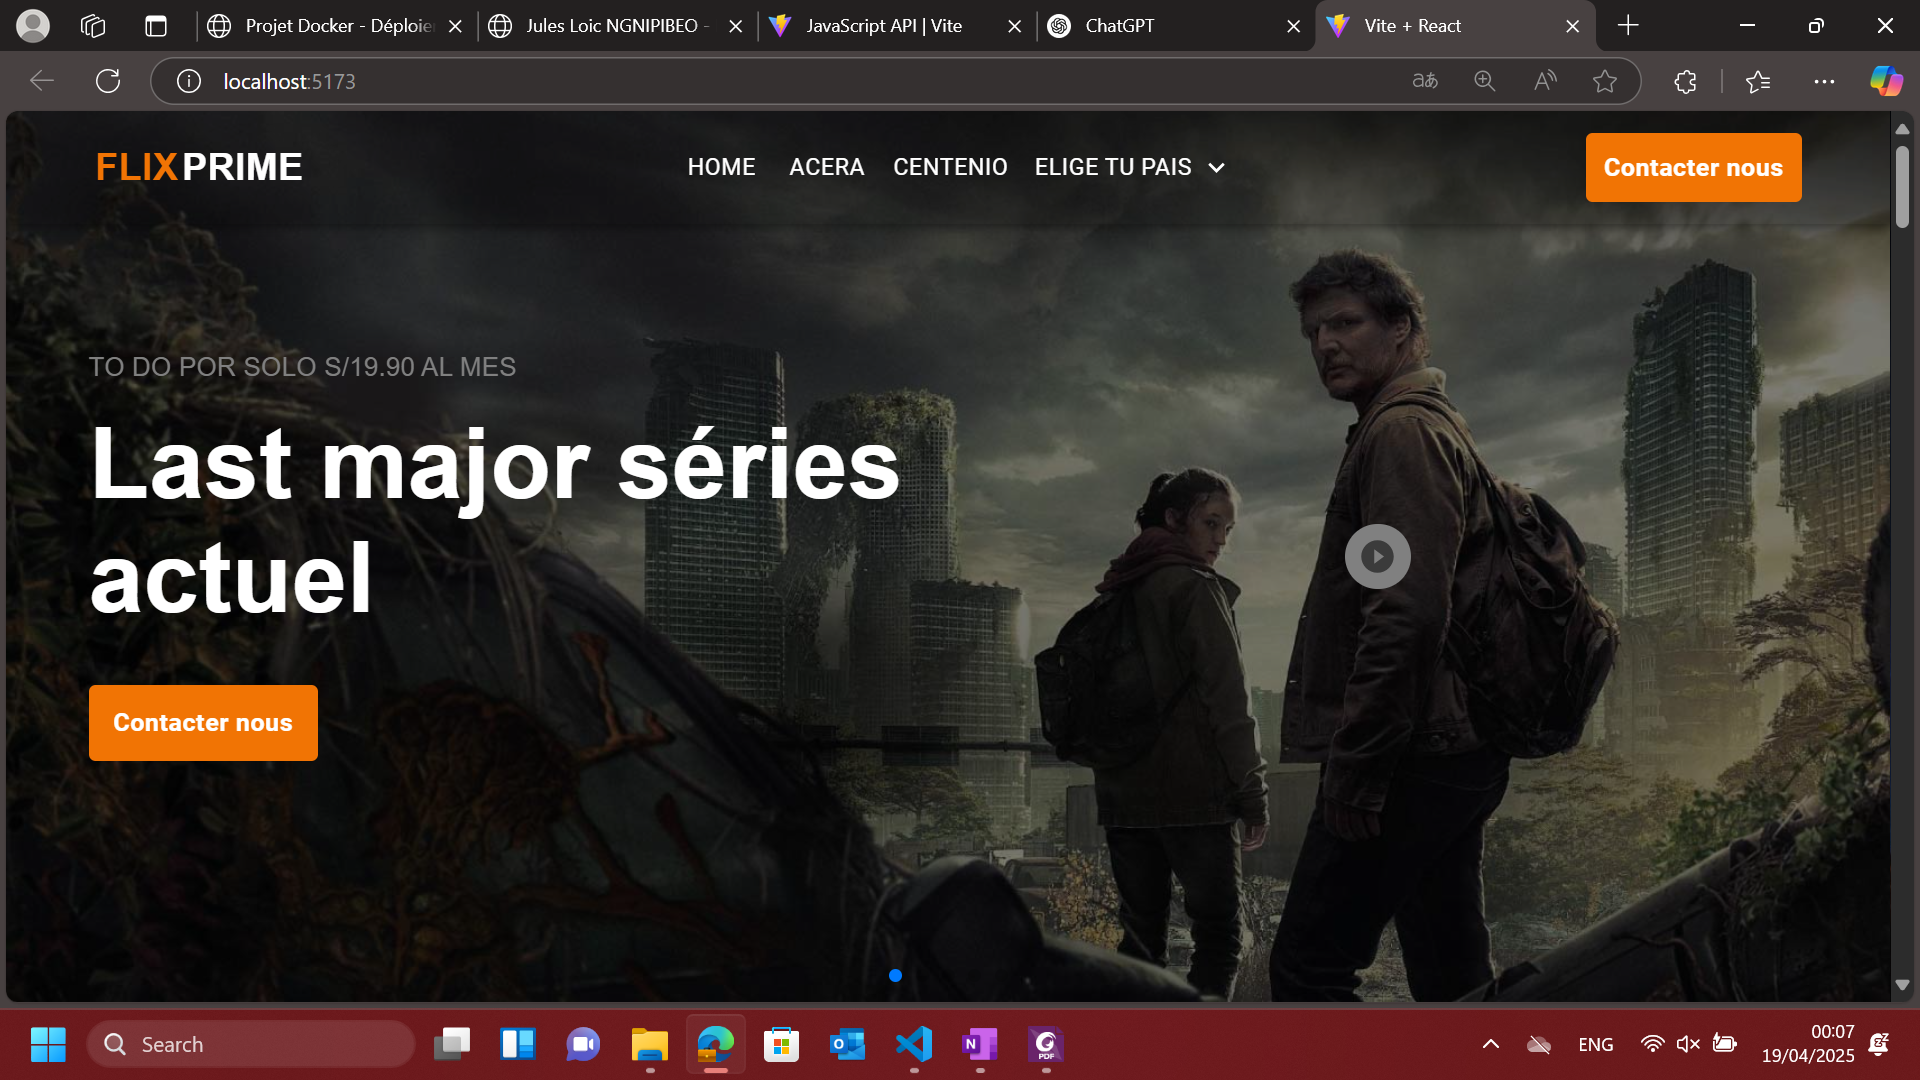 Projet Docker - Déploie
Jules Loic NGNIPIBEO -
JavaScript API | Vite
ChatGPT
Vite + React
localhost:5173
FLIXPRIME
HOME
ACERA
CENTENIO
ELIGE TU PAIS
Contacter nous
TO DO POR SOLO S/19.90 AL MES
Last major séries
actuel
Contacter nous
Search
ENG
00:07
19/04/2025